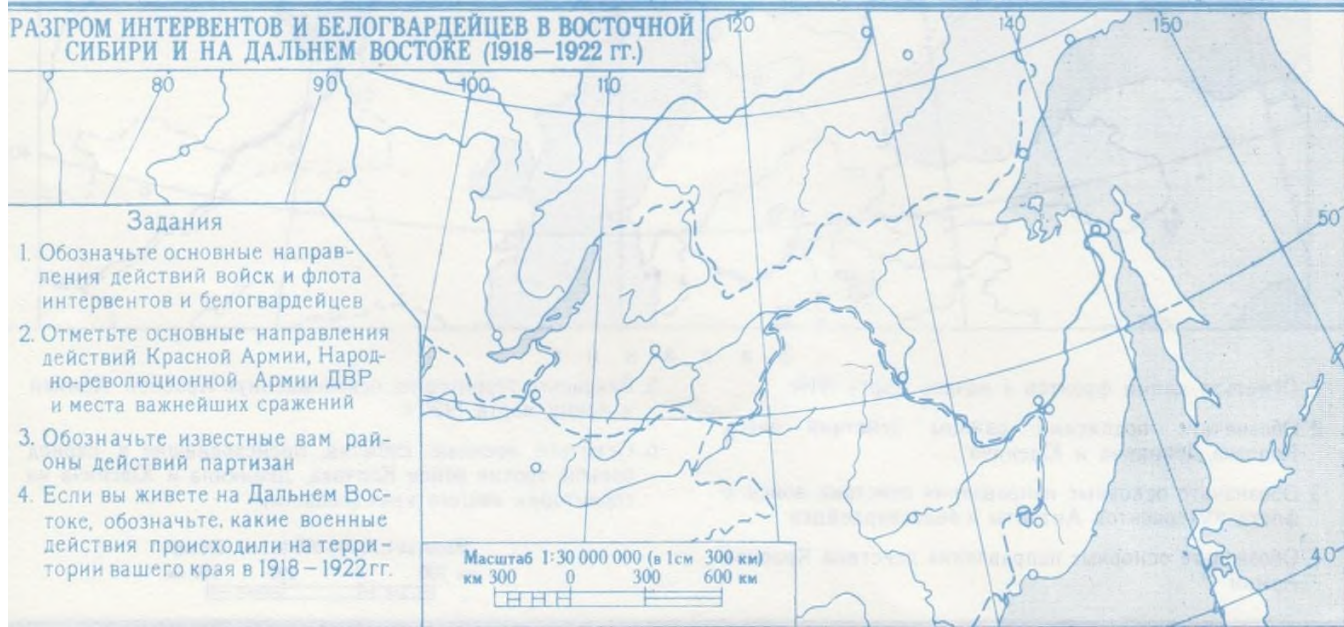 РАЗГРОМ ИНТЕРВЕНТОВ И БЕЛОГВАРДЕЙЦЕВ В ВОСТОЧНОЙ
СИБИРИ И НА ДАЛЬНЕМ ВОСТОКЕ (1918—1922 гг.)
80
90
100
110
120
140
150
50
40
Задания
1. Обозначьте основные направ-
ления действий войск и флота
интервентов и белогвардейцев
2. Отметьте основные направления
действий Красной Армии, Народ-
но-революционной Армии ДВР
и места важнейших сражений
3. Обозначьте известные вам рай-
оны действий партизан
4. Если вы живете на Дальнем Вос-
токе, обозначьте, какие военные
действия происходили на терри-
тории вашего края в 1918—1922 гг.
Масштаб 1:30 000 000 (в 1см 300 км)
км 300 0 300 600 км